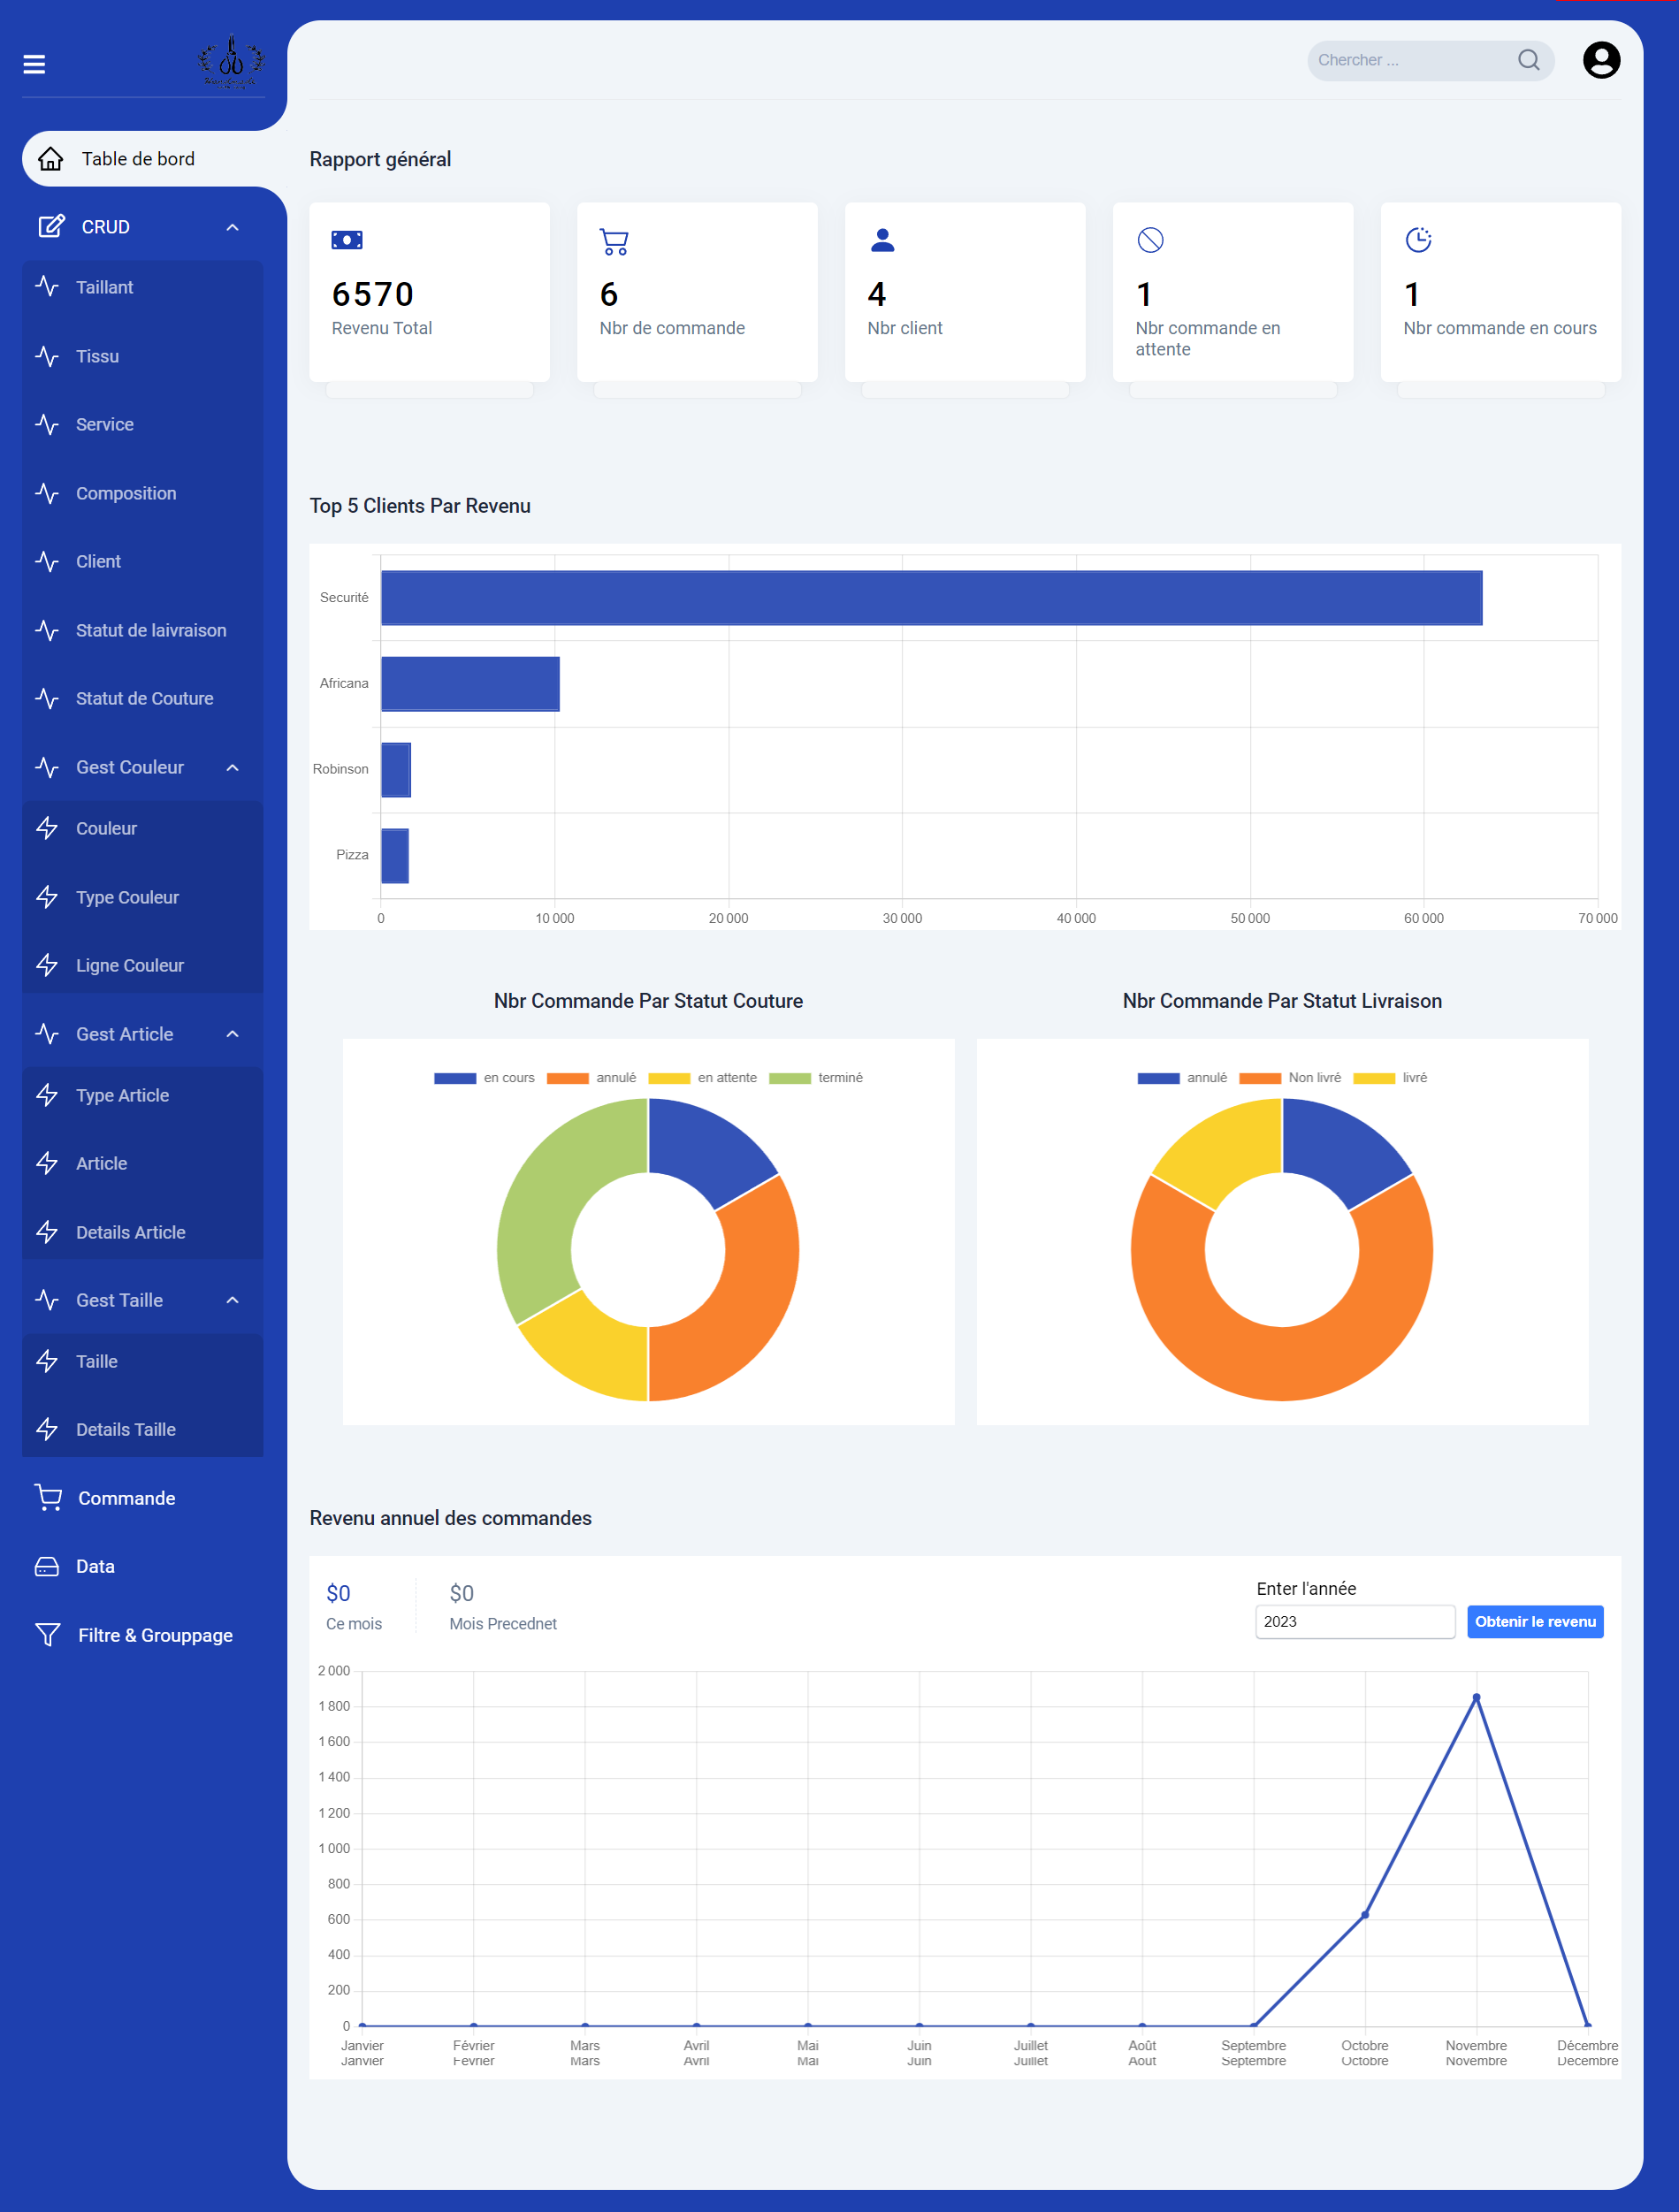 Table de bord
CRUD
Taillant
Tissu
Service
Composition
Client
Statut de laivraison
Statut de Couture
Gest Couleur
Couleur
Type Couleur
Ligne Couleur
Gest Article
Type Article
Article
Details Article
Gest Taille
Taille
Details Taille
Commande
Data
Filtre & Grouppage
Chercher ...
Rapport général
6570
Revenu Total
6
Nbr de commande
4
Nbr client
1
Nbr commande en
attente
1
Nbr commande en cours
Top 5 Clients Par Revenu
Securité
Africana
Robinson
Pizza
0 10 000 20 000 30 000 40 000 50 000 60 000 70 000
Nbr Commande Par Statut Couture
en cours annulé en attente terminé
Nbr Commande Par Statut Livraison
annulé Non livré livré
Revenu annuel des commandes
$0
Ce mois
$0
Mois Precednet
Enter l'année
2023
Obtenir le revenu
2 000
1 800
1 600
1 400
1 200
1 000
800
600
400
200
0
Janvier Février Mars Avril Mai Juin Juillet Août Septembre Octobre Novembre Décembre
Janvier Février Mars Avril Mai Juin Juillet Août Septembre Octobre Novembre Décembre